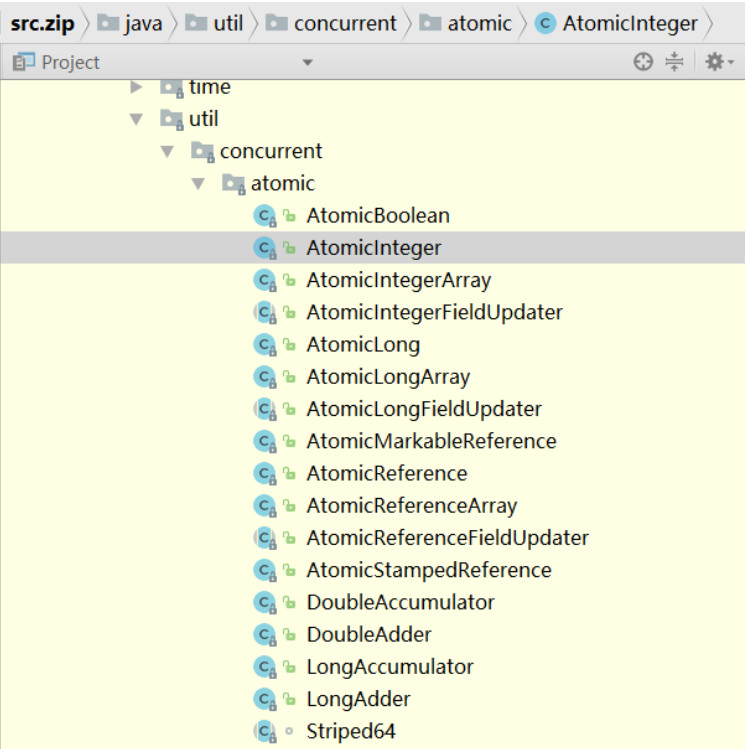 src.zip java util concurrent atomic AtomicInteger
Project
time
util
concurrent
atomic
AtomicBoolean
AtomicInteger
AtomicIntegerArray
AtomicIntegerFieldUpdater
AtomicLong
AtomicLongArray
AtomicLongFieldUpdater
AtomicMarkableReference
AtomicReference
AtomicReferenceArray
AtomicReferenceFieldUpdater
AtomicStampedReference
DoubleAccumulator
DoubleAdder
LongAccumulator
LongAdder
Striped64